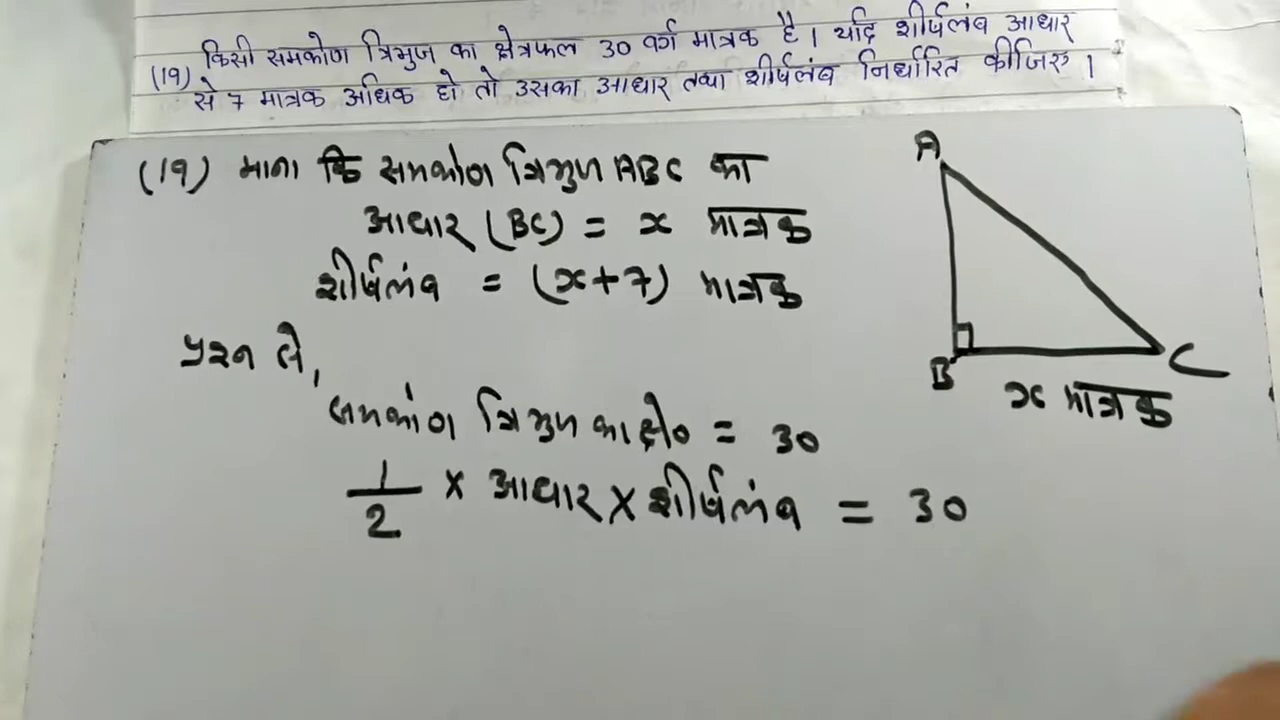 (19) किसी समकोण त्रिभुज का क्षेत्रफल 30 वर्ग मात्रक है । यदि शीर्षलंब आधार
से 7 मात्रक अधिक हो तो उसका आधार तथा शीर्षलंब निर्धारित कीजिए ।
(19) माना कि समकोण त्रिभुज ABC का
आधार (BC) = x मात्रक
शीर्षलंब = (x+7) मात्रक
प्रश्न से,
समकोण त्रिभुज का क्षे० = 30
1/2 × आधार × शीर्षलंब = 30
A
B
C
x मात्रक